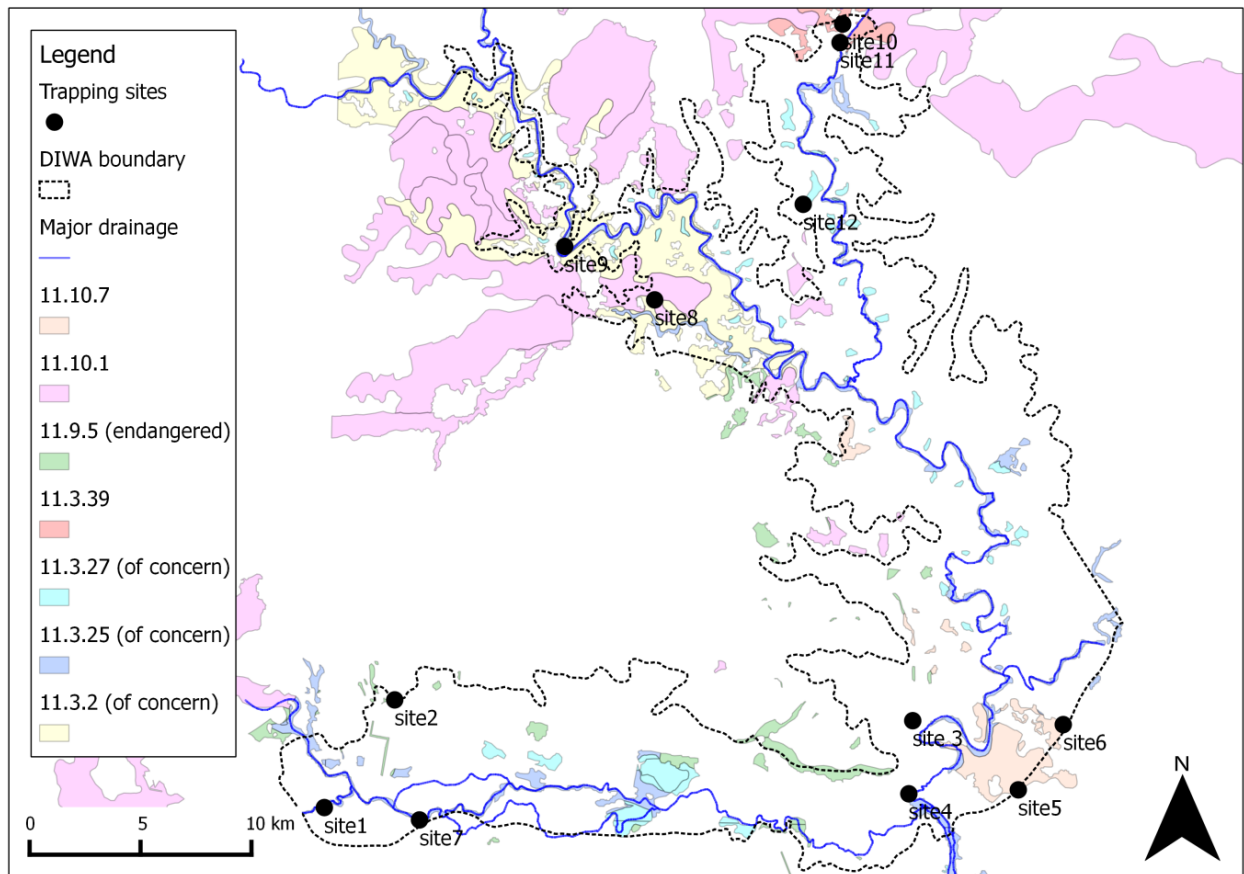 Legend
Trapping sites
DIWA boundary
Major drainage
11.10.7
11.10.1
11.9.5 (endangered)
11.3.39
11.3.27 (of concern)
11.3.25 (of concern)
11.3.2 (of concern)
site10
site11
site12
site9
site8
site2
site 3
site6
site5
site4
site1
site7
0 5 10 km
N